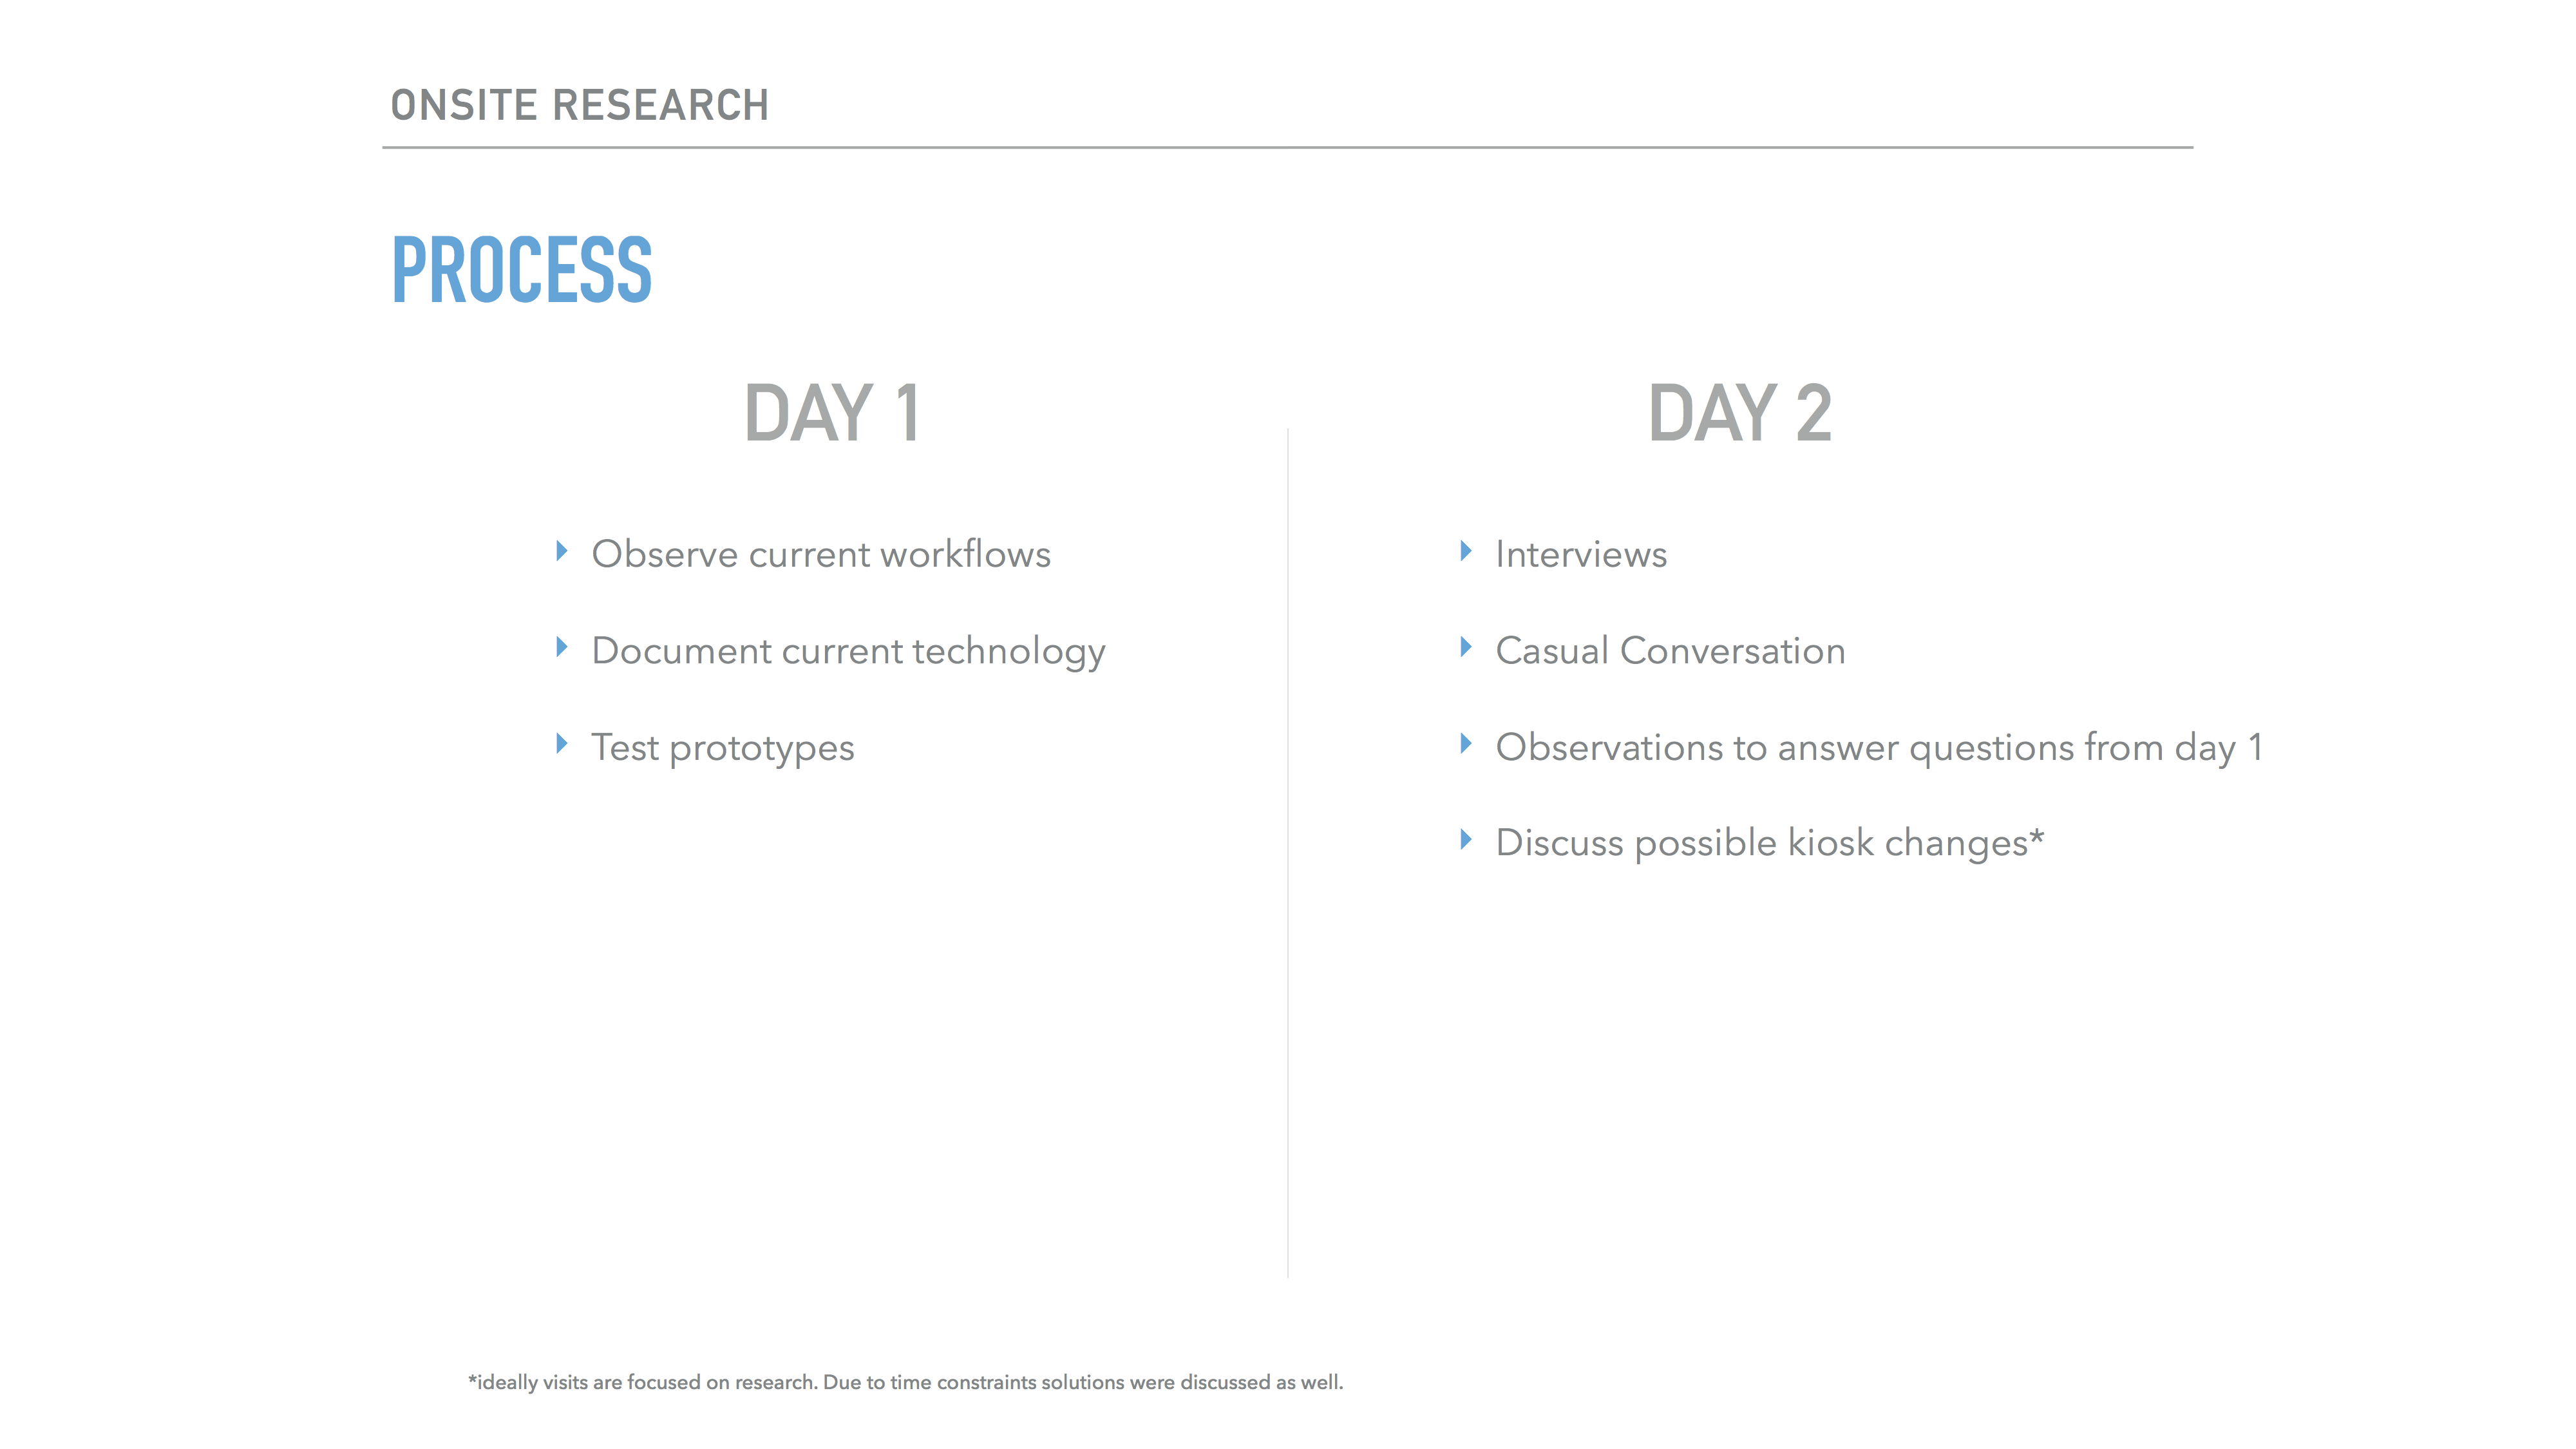 ONSITE RESEARCH
PROCESS
DAY 1
Observe current workflows
Document current technology
Test prototypes
DAY 2
Interviews
Casual Conversation
Observations to answer questions from day 1
Discuss possible kiosk changes*
*ideally visits are focused on research. Due to time constraints solutions were discussed as well.